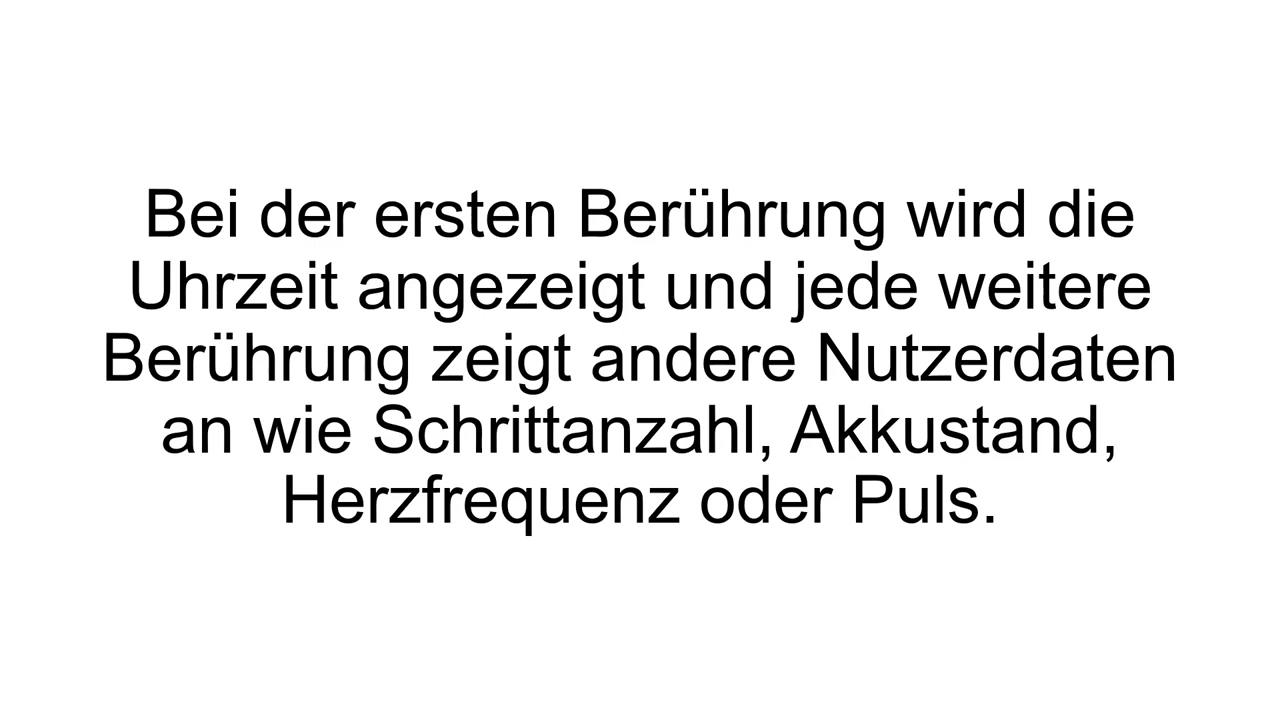 Bei der ersten Berührung wird die
Uhrzeit angezeigt und jede weitere
Berührung zeigt andere Nutzerdaten
an wie Schrittanzahl, Akkustand,
Herzfrequenz oder Puls.